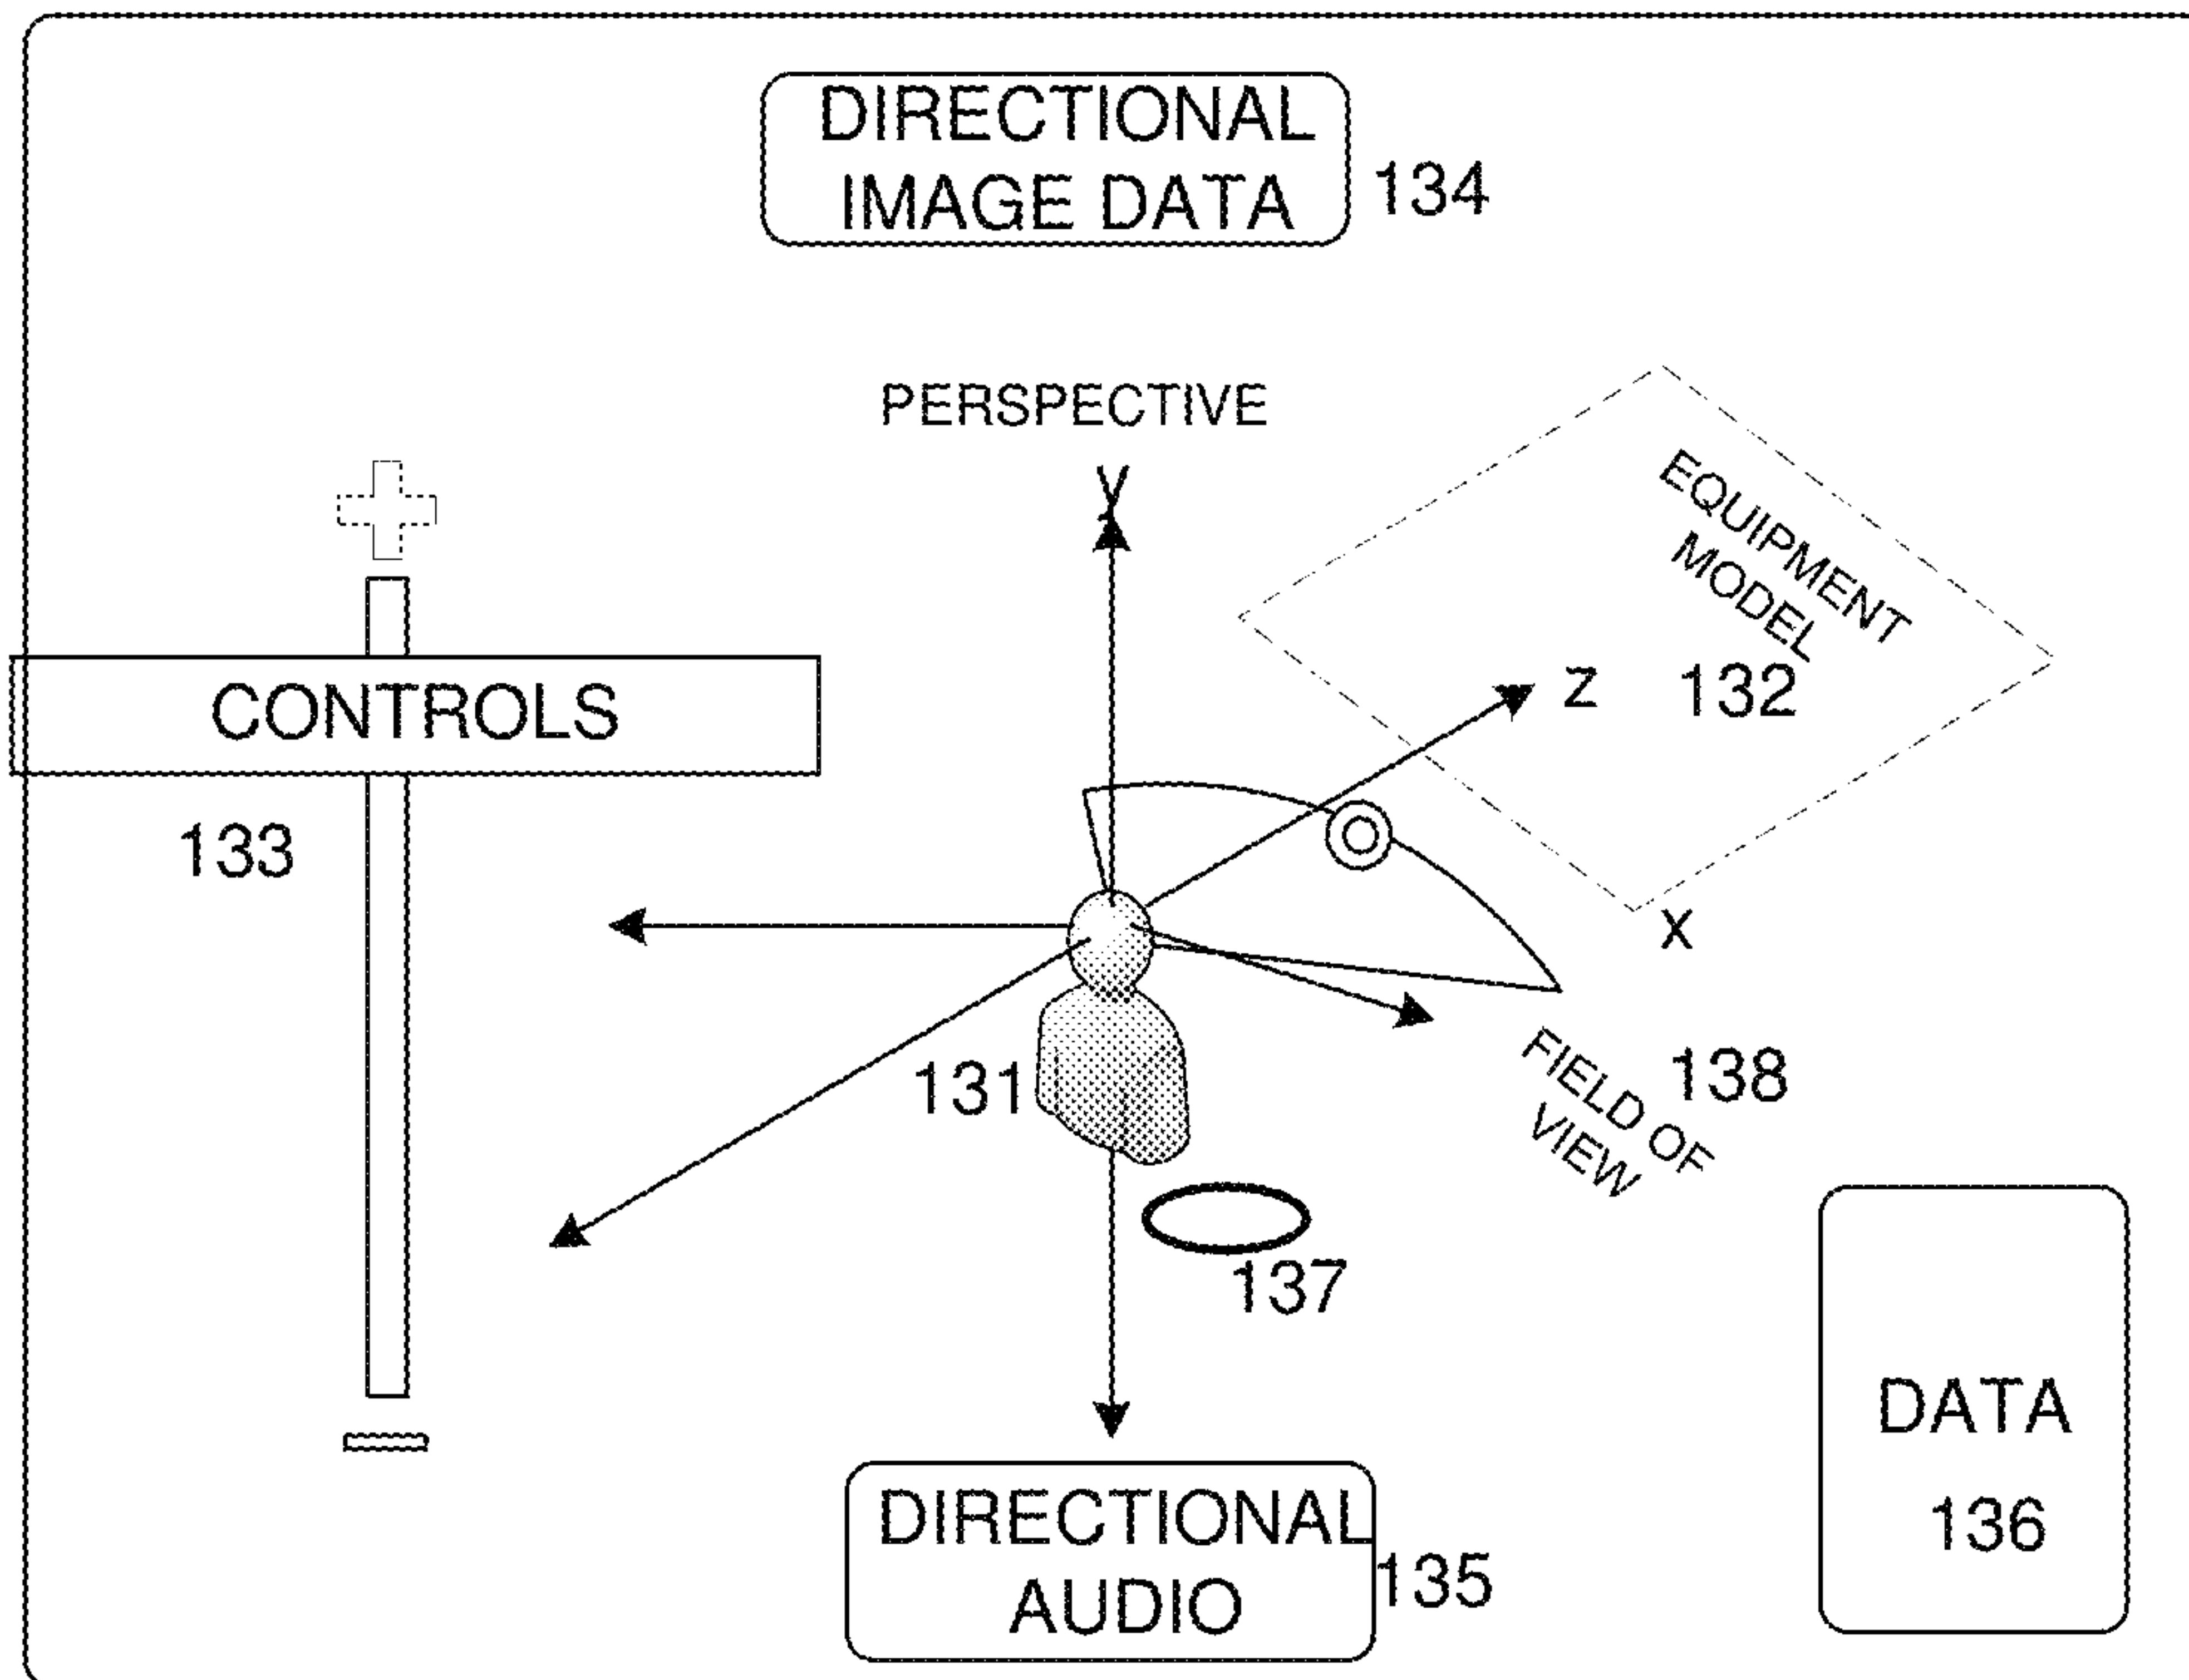 DIRECTIONAL
IMAGE DATA
134
PERSPECTIVE
Y
EQUIPMENT
MODEL
132
Z
CONTROLS
133
X
131
138
FIELD OF
VIEW
137
DATA
136
DIRECTIONAL
AUDIO
135